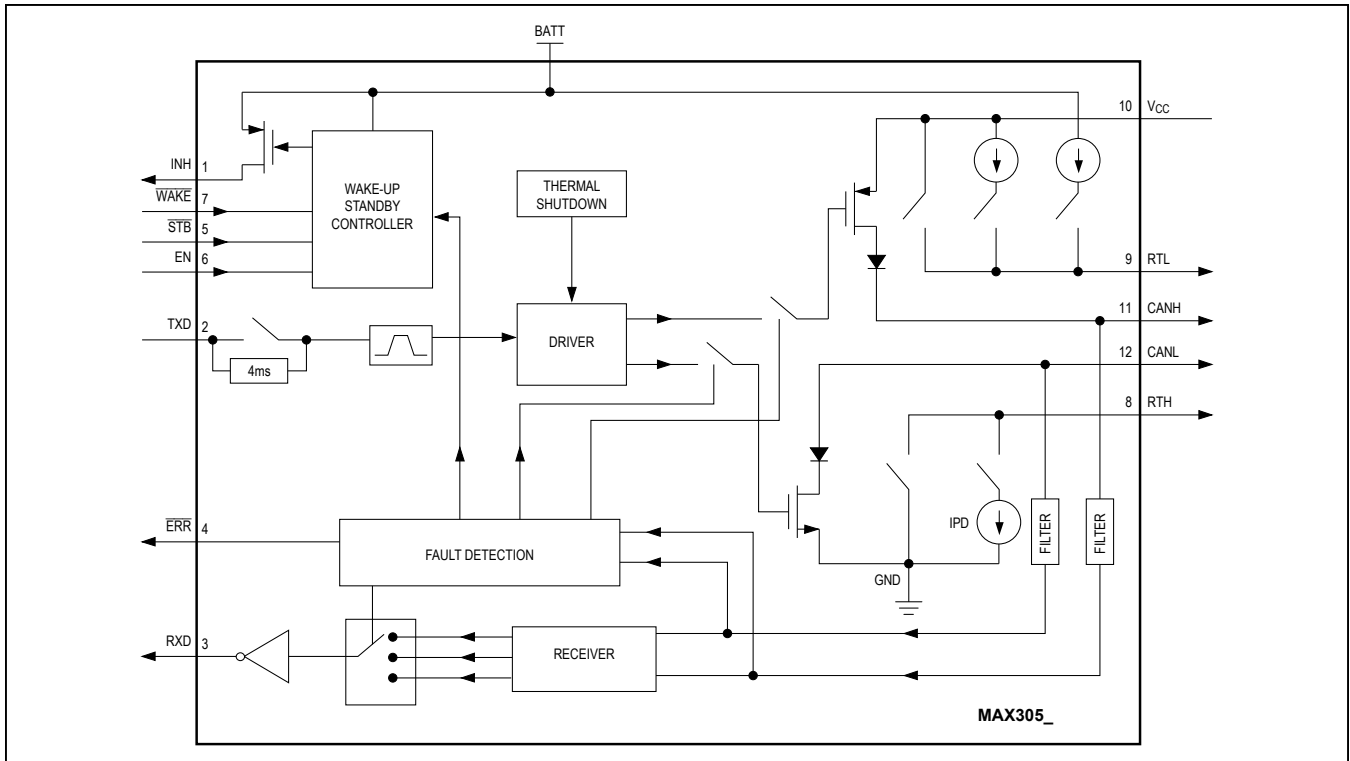 BATT
10 VCC
INH 1
WAKE 7
STB 5
EN 6
WAKE-UP
STANDBY
CONTROLLER
THERMAL
SHUTDOWN
9 RTL
TXD 2
4ms
DRIVER
11 CANH
12 CANL
8 RTH
ERR 4
FAULT DETECTION
IPD
FILTER
FILTER
GND
RXD 3
RECEIVER
MAX305_